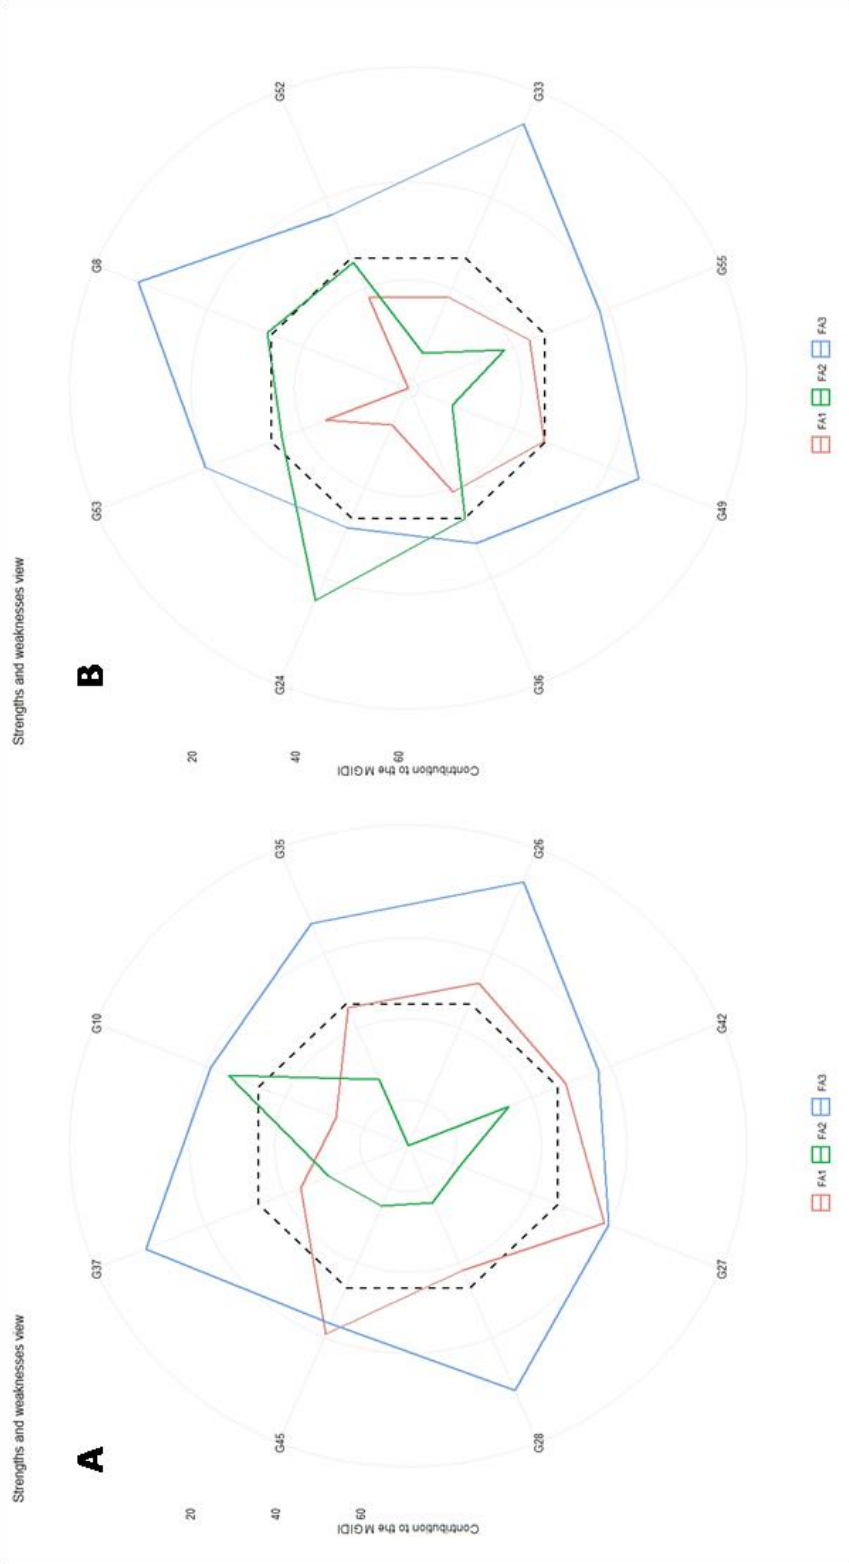 Strengths and weaknesses view
A
Contribution to the MGIDI
20
40
60
G45
G37
G10
G35
G28
G27
G42
G26
FA1
FA2
FA3
Strengths and weaknesses view
B
Contribution to the MGIDI
20
40
60
G24
G63
G8
G52
G36
G49
G55
G33
FA1
FA2
FA3